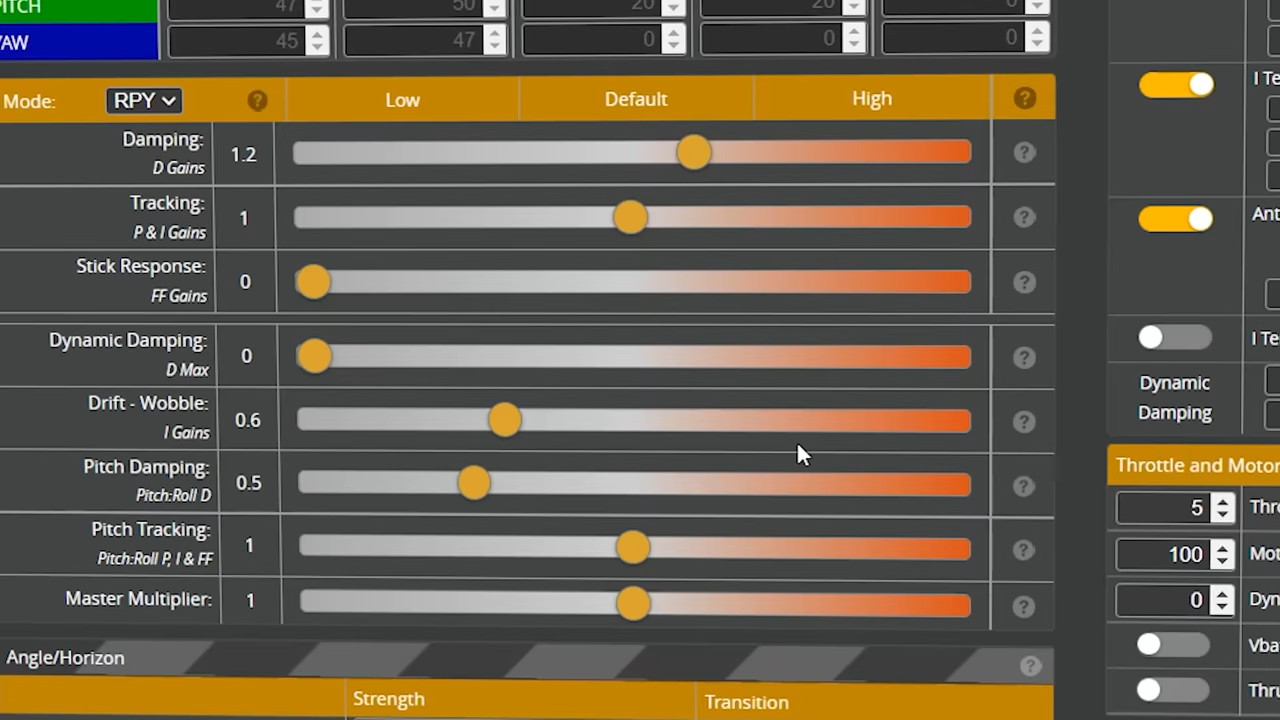 PITCH 47 50 20 20 0
YAW 45 47 0 0 0
Mode: RPY ? Low Default High ?
Damping:
D Gains 1.2 ?
Tracking:
P & I Gains 1 ?
Stick Response:
FF Gains 0 ?
Dynamic Damping:
D Max 0 ?
Drift - Wobble:
I Gains 0.6 ?
Pitch Damping:
Pitch:Roll D 0.5 ?
Pitch Tracking:
Pitch:Roll P, I & FF 1 ?
Master Multiplier: 1 ?
Angle/Horizon ?
Strength Transition
I Te
Ant
I Te
Dynamic
Damping
Throttle and Motor
5 Thr
100 Mot
0 Dyn
Vba
Thru